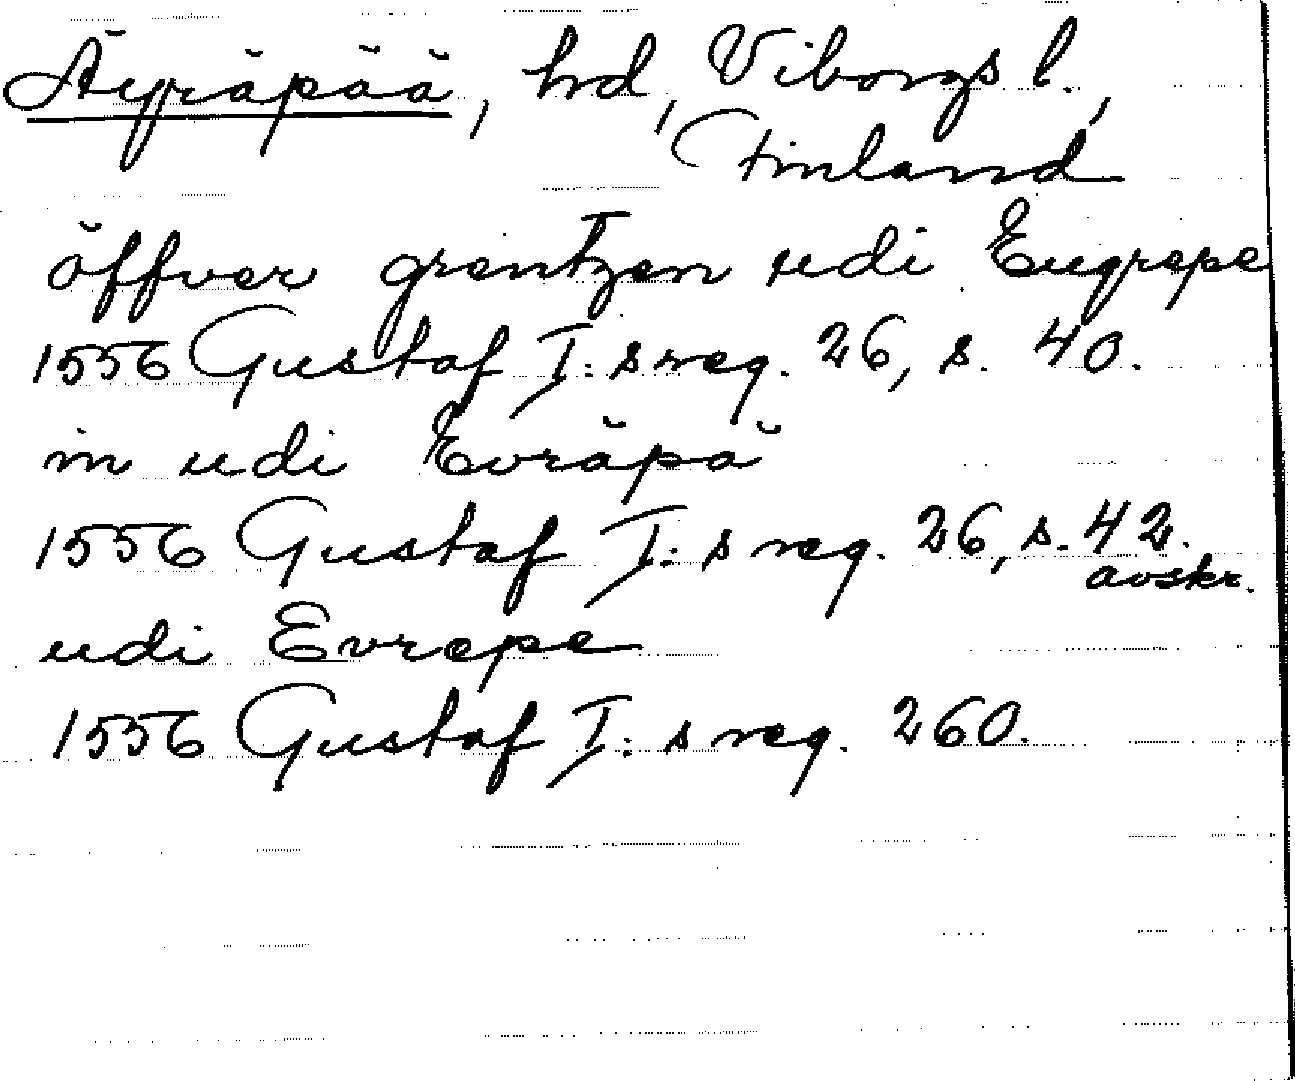 Äyräpää, hd, Viborgs l.,
Finland
öffver grentzen udi Eugrepe
1556 Gustaf I:s reg. 26, s. 40.
in udi Evräpä
1556 Gustaf I:s reg. 26, s. 42.
avskr.
udi Evrepe
1556 Gustaf I:s reg. 260.